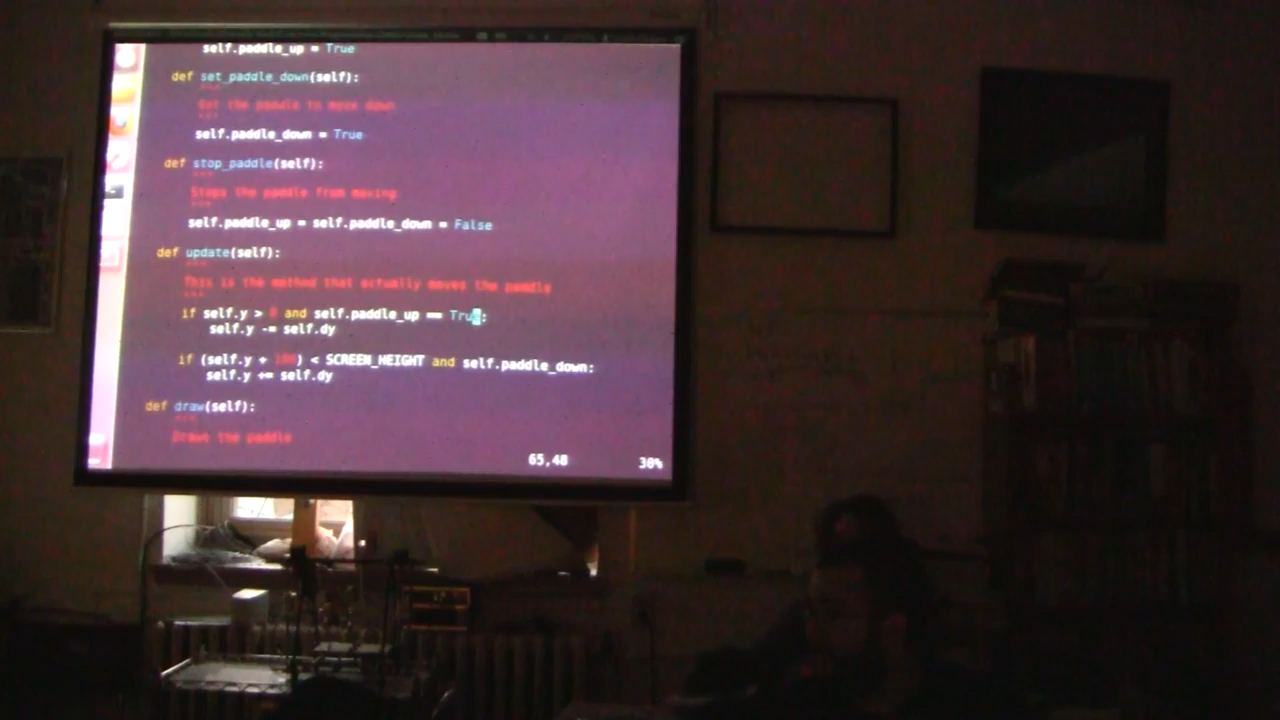 self.paddle_up = True
def set_paddle_down(self):
"""
Set the paddle to move down
"""
self.paddle_down = True
def stop_paddle(self):
"""
Stops the paddle from moving
"""
self.paddle_up = self.paddle_down = False
def update(self):
"""
This is the method that actually moves the paddle
"""
if self.y > 0 and self.paddle_up == True:
self.y -= self.dy
if (self.y + 100) < SCREEN_HEIGHT and self.paddle_down:
self.y += self.dy
def draw(self):
"""
Draws the paddle
65,48 30%